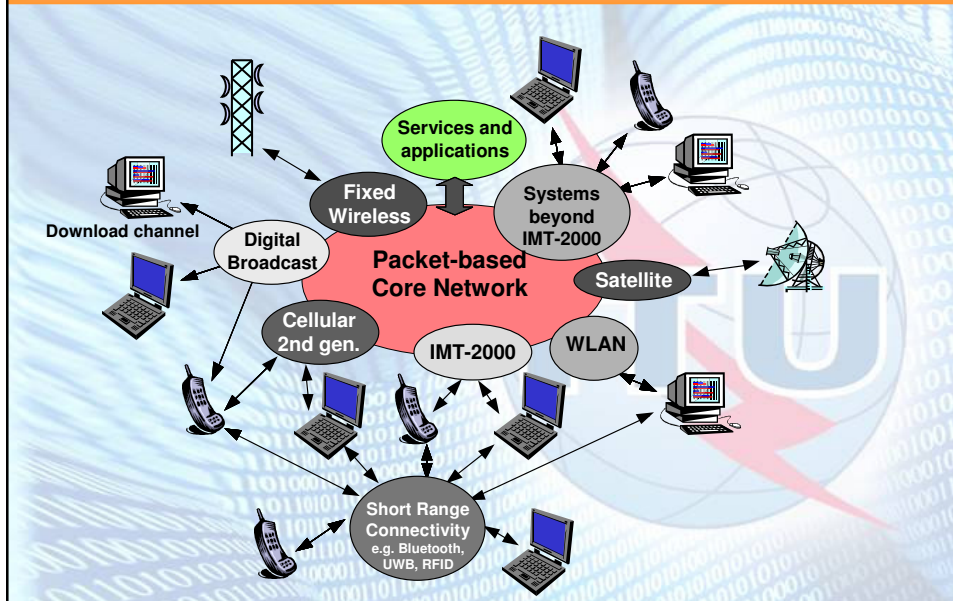 Services and
applications
Fixed
Wireless
Systems
beyond
IMT-2000
Download channel
Digital
Broadcast
Packet-based
Core Network
Satellite
Cellular
2nd gen.
IMT-2000
WLAN
ITU
Short Range
Connectivity
e.g. Bluetooth,
UWB, RFID